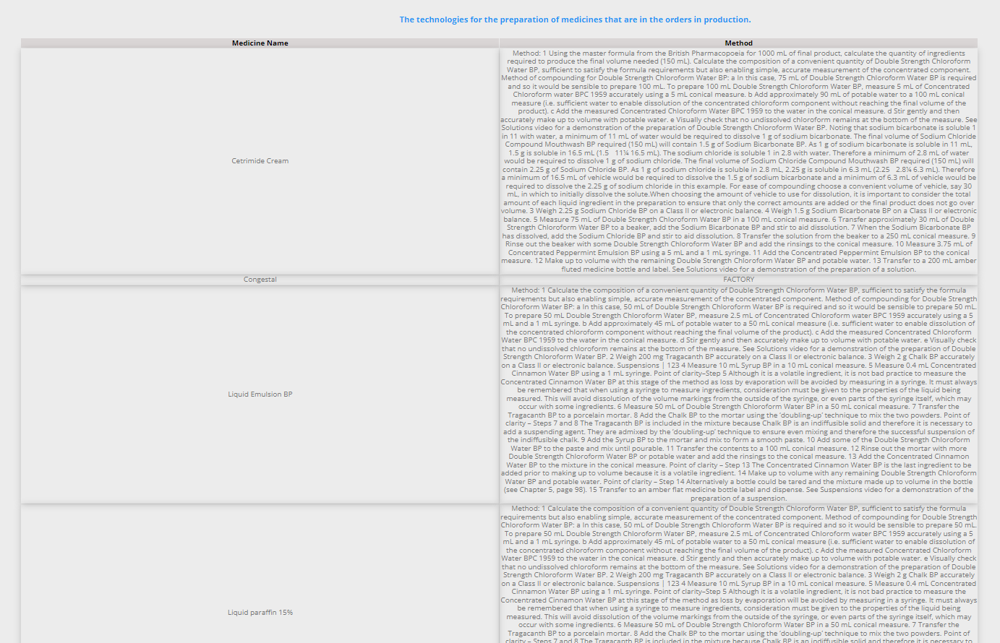 The technologies for the preparation of medicines that are in the orders in production.
Medicine Name
Method
Cetrimide Cream
Method: 1 Using the master formula from the British Pharmacopoeia for 1000 mL of final product, calculate the quantity of ingredients
required to produce the final volume needed (150 mL). Calculate the composition of a convenient quantity of Double Strength Chloroform
Water BP, sufficient to satisfy the formula requirements but also enabling simple, accurate measurement of the concentrated component.
Method of compounding for Double Strength Chloroform Water BP: a In this case, 75 mL of Double Strength Chloroform Water BP is required
and so it would be sensible to prepare 100 mL. To prepare 100 mL Double Strength Chloroform Water BP, measure 5 mL of Concentrated
Chloroform water BPC 1959 accurately using a 5 mL conical measure. b Add approximately 90 mL of potable water to a 100 mL conical
measure (i.e. sufficient water to enable dissolution of the concentrated chloroform component without reaching the final volume of the
product). c Add the measured Concentrated Chloroform Water BPC 1959 to the water in the conical measure. d Stir gently and then
accurately make up to volume with potable water. e Visually check that no undissolved chloroform remains at the bottom of the measure. See
Solutions video for a demonstration of the preparation of Double Strength Chloroform Water BP. Noting that sodium bicarbonate is soluble 1
in 11 with water, a minimum of 11 mL of water would be required to dissolve 1 g of sodium bicarbonate. The final volume of Sodium Chloride
Compound Mouthwash BP required (150 mL) will contain 1.5 g of Sodium Bicarbonate BP. As 1 g of sodium bicarbonate is soluble in 11 mL,
1.5 g is soluble in 16.5 mL (1.5 11¼ 16.5 mL). The sodium chloride is soluble 1 in 2.8 with water. Therefore a minimum of 2.8 mL of water
would be required to dissolve 1 g of sodium chloride. The final volume of Sodium Chloride Compound Mouthwash BP required (150 mL) will
contain 2.25 g of Sodium Chloride BP. As 1 g of sodium chloride is soluble in 2.8 mL, 2.25 g is soluble in 6.3 mL (2.25 2.8¼ 6.3 mL). Therefore
a minimum of 16.5 mL of vehicle would be required to dissolve the 1.5 g of sodium bicarbonate and a minimum of 6.3 mL of vehicle would be
required to dissolve the 2.25 g of sodium chloride in this example. For ease of compounding choose a convenient volume of vehicle, say 30
mL, in which to initially dissolve the solute.When choosing the amount of vehicle to use for dissolution, it is important to consider the total
amount of each liquid ingredient in the preparation to ensure that only the correct amounts are added or the final product does not go over
volume. 3 Weigh 2.25 g Sodium Chloride BP on a Class II or electronic balance. 4 Weigh 1.5 g Sodium Bicarbonate BP on a Class II or electronic
balance. 5 Measure 75 mL of Double Strength Chloroform Water BP in a 100 mL conical measure. 6 Transfer approximately 30 mL of Double
Strength Chloroform Water BP to a beaker, add the Sodium Bicarbonate BP and stir to aid dissolution. 7 When the Sodium Bicarbonate BP
has dissolved, add the Sodium Chloride BP and stir to aid dissolution. 8 Transfer the solution from the beaker to a 250 mL conical measure. 9
Rinse out the beaker with some Double Strength Chloroform Water BP and add the rinsings to the conical measure. 10 Measure 3.75 mL of
Concentrated Peppermint Emulsion BP using a 5 mL and a 1 mL syringe. 11 Add the Concentrated Peppermint Emulsion BP to the conical
measure. 12 Make up to volume with the remaining Double Strength Chloroform Water BP and potable water. 13 Transfer to a 200 mL amber
fluted medicine bottle and label. See Solutions video for a demonstration of the preparation of a solution.
Congestal
FACTORY
Liquid Emulsion BP
Method: 1 Calculate the composition of a convenient quantity of Double Strength Chloroform Water BP, sufficient to satisfy the formula
requirements but also enabling simple, accurate measurement of the concentrated component. Method of compounding for Double Strength
Chloroform Water BP: a In this case, 50 mL of Double Strength Chloroform Water BP is required and so it would be sensible to prepare 50 mL.
To prepare 50 mL Double Strength Chloroform Water BP, measure 2.5 mL of Concentrated Chloroform water BPC 1959 accurately using a 5
mL and a 1 mL syringe. b Add approximately 45 mL of potable water to a 50 mL conical measure (i.e. sufficient water to enable dissolution of
the concentrated chloroform component without reaching the final volume of the product). c Add the measured Concentrated Chloroform
Water BPC 1959 to the water in the conical measure. d Stir gently and then accurately make up to volume with potable water. e Visually check
that no undissolved chloroform remains at the bottom of the measure. See Solutions video for a demonstration of the preparation of Double
Strength Chloroform Water BP. 2 Weigh 200 mg Tragacanth BP accurately on a Class II or electronic balance. 3 Weigh 2 g Chalk BP accurately
on a Class II or electronic balance. Suspensions | 123 4 Measure 10 mL Syrup BP in a 10 mL conical measure. 5 Measure 0.4 mL Concentrated
Cinnamon Water BP using a 1 mL syringe. Point of clarity–Step 5 Although it is a volatile ingredient, it is not bad practice to measure the
Concentrated Cinnamon Water BP at this stage of the method as loss by evaporation will be avoided by measuring in a syringe. It must always
be remembered that when using a syringe to measure ingredients, consideration must be given to the properties of the liquid being
measured. This will avoid dissolution of the volume markings from the outside of the syringe, or even parts of the syringe itself, which may
occur with some ingredients. 6 Measure 50 mL of Double Strength Chloroform Water BP in a 50 mL conical measure. 7 Transfer the
Tragacanth BP to a porcelain mortar. 8 Add the Chalk BP to the mortar using the ‘doubling-up’ technique to mix the two powders. Point of
clarity – Steps 7 and 8 The Tragacanth BP is included in the mixture because Chalk BP is an indiffusible solid and therefore it is necessary to
add a suspending agent. They are admixed by the ‘doubling-up’ technique to ensure even mixing and therefore the successful suspension of
the indiffusible chalk. 9 Add the Syrup BP to the mortar and mix to form a smooth paste. 10 Add some of the Double Strength Chloroform
Water BP to the paste and mix until pourable. 11 Transfer the contents to a 100 mL conical measure. 12 Rinse out the mortar with more
Double Strength Chloroform Water BP or potable water and add the rinsings to the conical measure. 13 Add the Concentrated Cinnamon
Water BP to the mixture in the conical measure. Point of clarity – Step 13 The Concentrated Cinnamon Water BP is the last ingredient to be
added prior to making up to volume because it is a volatile ingredient. 14 Make up to volume with any remaining Double Strength Chloroform
Water BP and potable water. Point of clarity – Step 14 Alternatively a bottle could be tared and the mixture made up to volume in the bottle
(see Chapter 5, page 98). 15 Transfer to an amber flat medicine bottle label and dispense. See Suspensions video for a demonstration of the
preparation of a suspension.
Liquid paraffin 15%
Method: 1 Calculate the composition of a convenient quantity of Double Strength Chloroform Water BP, sufficient to satisfy the formula
requirements but also enabling simple, accurate measurement of the concentrated component. Method of compounding for Double Strength
Chloroform Water BP: a In this case, 50 mL of Double Strength Chloroform Water BP is required and so it would be sensible to prepare 50 mL.
To prepare 50 mL Double Strength Chloroform Water BP, measure 2.5 mL of Concentrated Chloroform water BPC 1959 accurately using a 5
mL and a 1 mL syringe. b Add approximately 45 mL of potable water to a 50 mL conical measure (i.e. sufficient water to enable dissolution of
the concentrated chloroform component without reaching the final volume of the product). c Add the measured Concentrated Chloroform
Water BPC 1959 to the water in the conical measure. d Stir gently and then accurately make up to volume with potable water. e Visually check
that no undissolved chloroform remains at the bottom of the measure. See Solutions video for a demonstration of the preparation of Double
Strength Chloroform Water BP. 2 Weigh 200 mg Tragacanth BP accurately on a Class II or electronic balance. 3 Weigh 2 g Chalk BP accurately
on a Class II or electronic balance. Suspensions | 123 4 Measure 10 mL Syrup BP in a 10 mL conical measure. 5 Measure 0.4 mL Concentrated
Cinnamon Water BP using a 1 mL syringe. Point of clarity–Step 5 Although it is a volatile ingredient, it is not bad practice to measure the
Concentrated Cinnamon Water BP at this stage of the method as loss by evaporation will be avoided by measuring in a syringe. It must always
be remembered that when using a syringe to measure ingredients, consideration must be given to the properties of the liquid being
measured. This will avoid dissolution of the volume markings from the outside of the syringe, or even parts of the syringe itself, which may
occur with some ingredients. 6 Measure 50 mL of Double Strength Chloroform Water BP in a 50 mL conical measure. 7 Transfer the
Tragacanth BP to a porcelain mortar. 8 Add the Chalk BP to the mortar using the ‘doubling-up’ technique to mix the two powders. Point of
clarity – Steps 7 and 8 The Tragacanth BP is included in the mixture because Chalk BP is an indiffusible solid and therefore it is necessary to